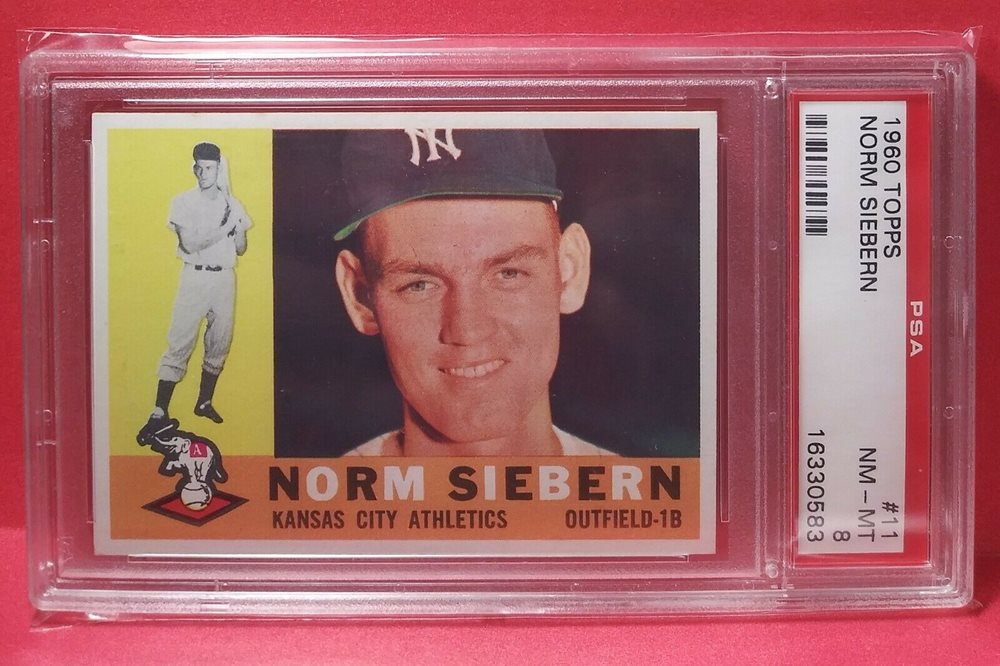 NY
A
NORM SIEBERN
KANSAS CITY ATHLETICS OUTFIELD-1B
PSA
1960 TOPPS #11
NORM SIEBERN NM-MT 8
16330583